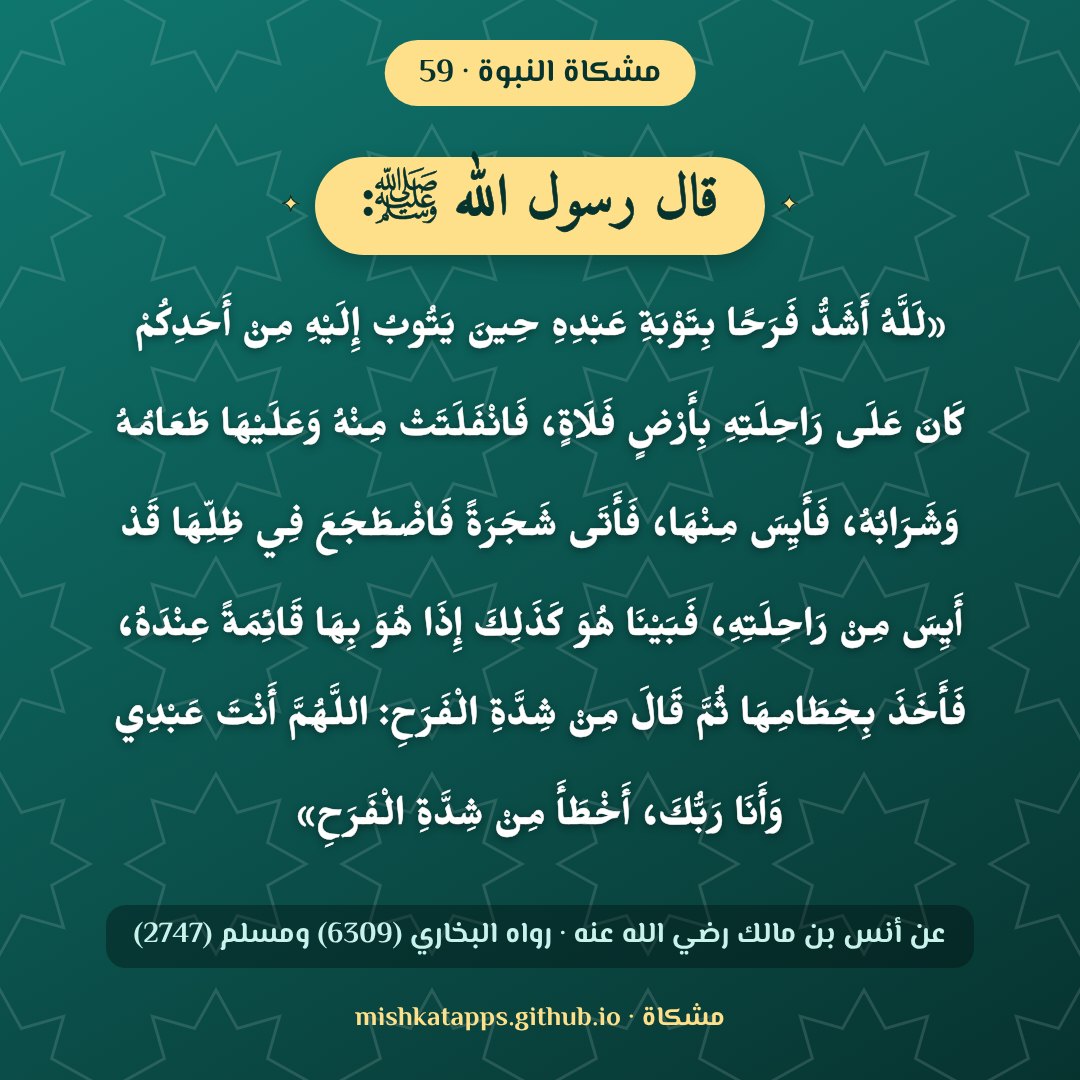 مشكاة النبوة · 59
قال رسول الله ﷺ:
«لَلَّهُ أَشَدُّ فَرَحًا بِتَوْبَةِ عَبْدِهِ حِينَ يَتُوبُ إِلَيْهِ مِنْ أَحَدِكُمْ
كَانَ عَلَى رَاحِلَتِهِ بِأَرْضٍ فَلَاةٍ، فَانْفَلَتَتْ مِنْهُ وَعَلَيْهَا طَعَامُهُ
وَشَرَابُهُ، فَأَيِسَ مِنْهَا، فَأَتَى شَجَرَةً فَاضْطَجَعَ فِي ظِلِّهَا قَدْ
أَيِسَ مِنْ رَاحِلَتِهِ، فَبَيْنَا هُوَ كَذَلِكَ إِذَا هُوَ بِهَا قَائِمَةً عِنْدَهُ،
فَأَخَذَ بِخِطَامِهَا ثُمَّ قَالَ مِنْ شِدَّةِ الْفَرَحِ: اللَّهُمَّ أَنْتَ عَبْدِي
وَأَنَا رَبُّكَ، أَخْطَأَ مِنْ شِدَّةِ الْفَرَحِ»
عن أنس بن مالك رضي الله عنه · رواه البخاري (6309) ومسلم (2747)
مشكاة · mishkatapps.github.io